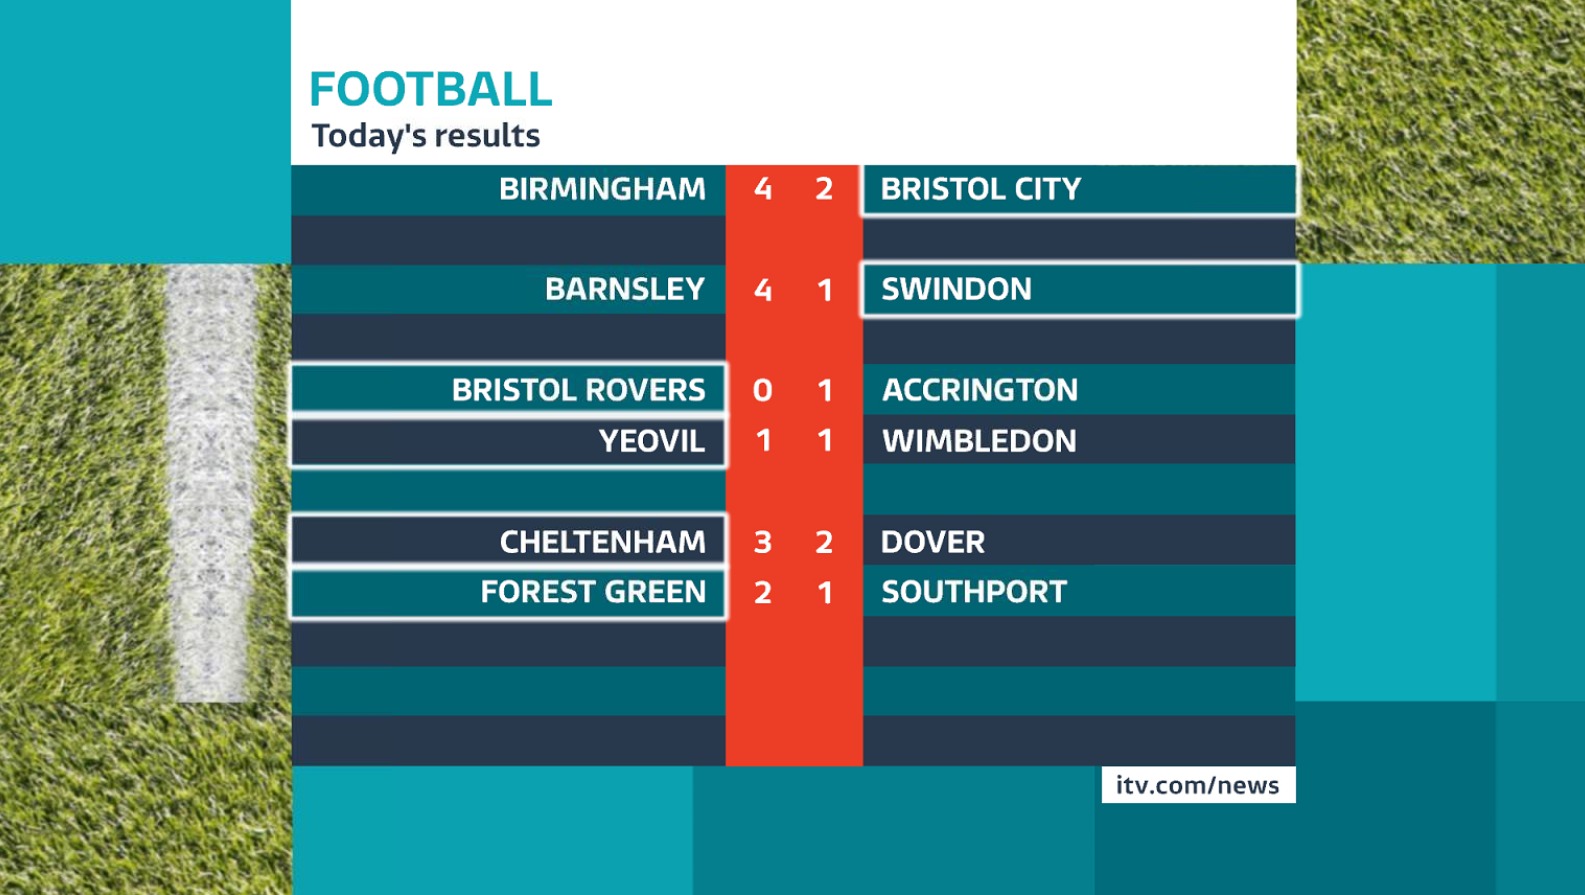 FOOTBALL
Today's results
BIRMINGHAM 4 2 BRISTOL CITY
BARNSLEY 4 1 SWINDON
BRISTOL ROVERS 0 1 ACCRINGTON
YEOVIL 1 1 WIMBLEDON
CHELTENHAM 3 2 DOVER
FOREST GREEN 2 1 SOUTHPORT
itv.com/news